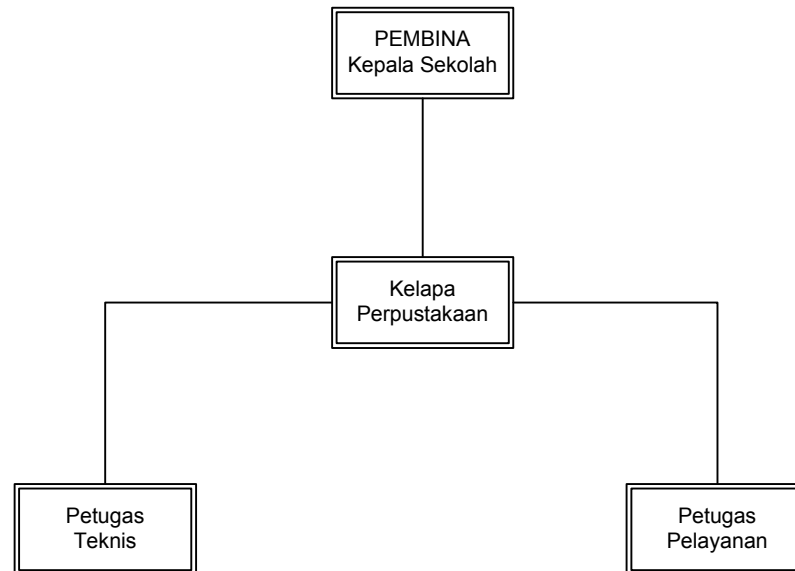 PEMBINA
Kepala Sekolah
Kelapa
Perpustakaan
Petugas
Teknis
Petugas
Pelayanan